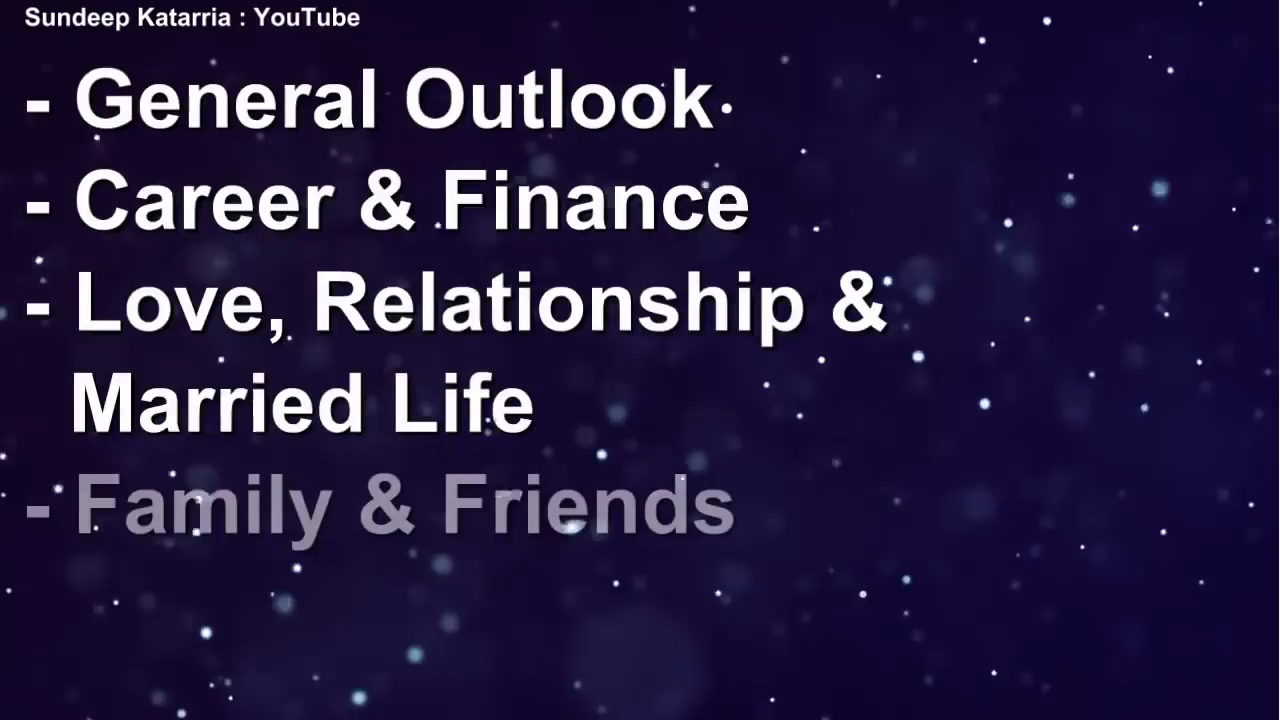 Sundeep Katarria : YouTube
- General Outlook
- Career & Finance
- Love, Relationship &
Married Life
- Family & Friends